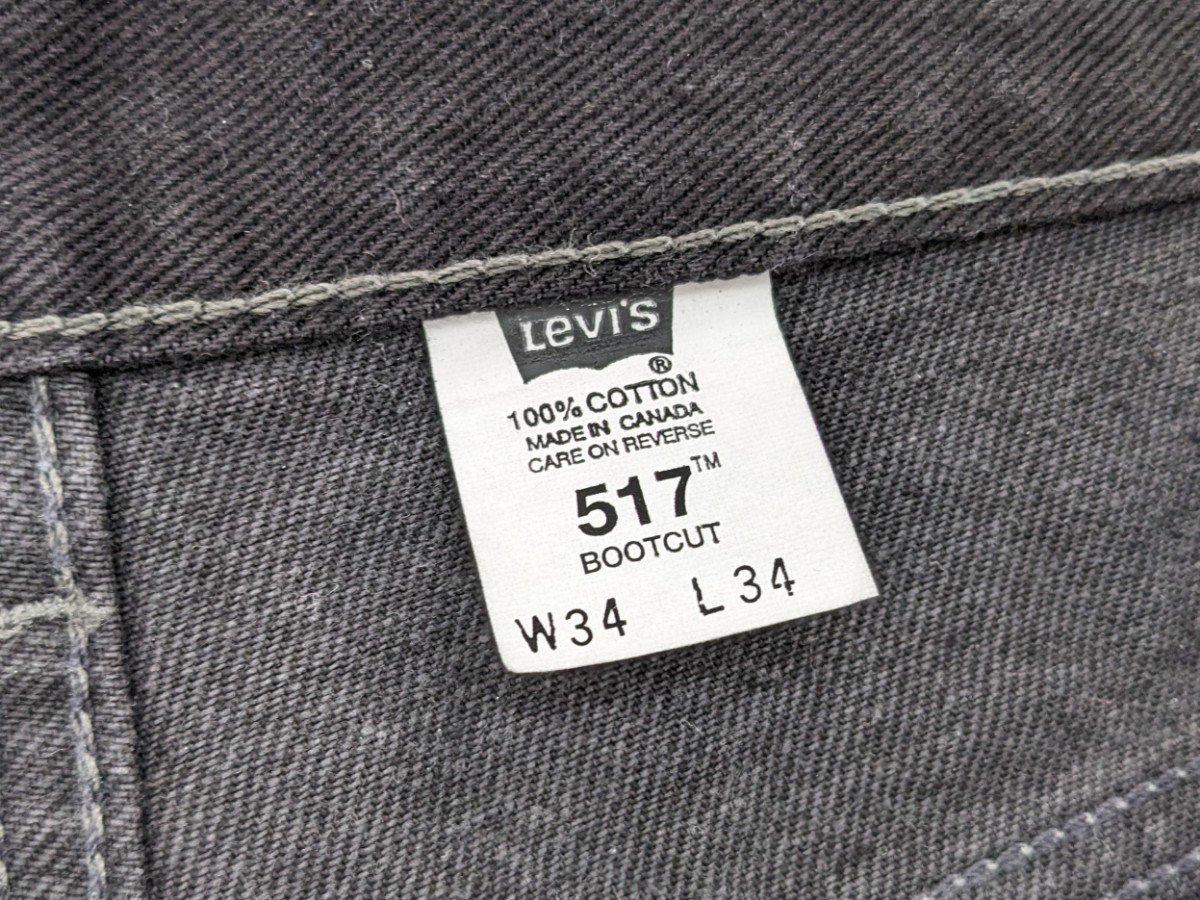 Levi's
®
100% COTTON
MADE IN CANADA
CARE ON REVERSE
517™
BOOTCUT
W34 L34